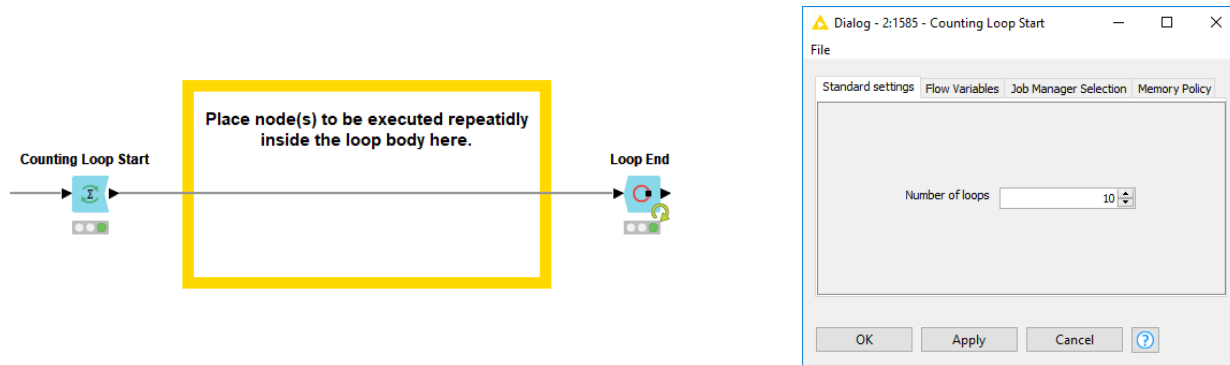 Place node(s) to be executed repeatidly
inside the loop body here.
Counting Loop Start
Σ
Loop End
Dialog - 2:1585 - Counting Loop Start
File
Standard settings Flow Variables Job Manager Selection Memory Policy
Number of loops 10
OK Apply Cancel ?